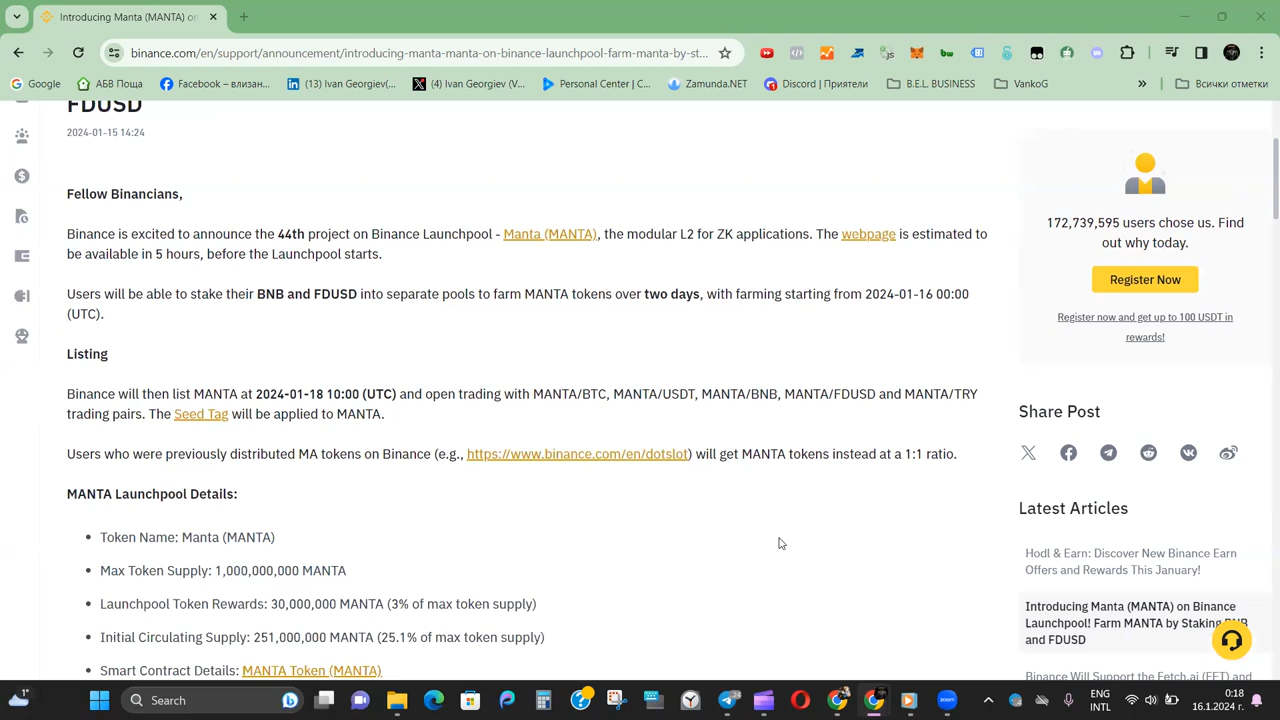 Introducing Manta (MANTA) on
binance.com/en/support/announcement/introducing-manta-manta-on-binance-launchpool-farm-manta-by-st...
Google
АБВ Поща
Facebook – влизан...
(13) Ivan Georgiev(...
(4) Ivan Georgiev (V...
Personal Center | C...
Zamunda.NET
Discord | Приятели
B.E.L. BUSINESS
VankoG
»
Всички отметки
FDUSD
2024-01-15 14:24
Fellow Binancians,
Binance is excited to announce the 44th project on Binance Launchpool - Manta (MANTA), the modular L2 for ZK applications. The webpage is estimated to
be available in 5 hours, before the Launchpool starts.
Users will be able to stake their BNB and FDUSD into separate pools to farm MANTA tokens over two days, with farming starting from 2024-01-16 00:00
(UTC).
Listing
Binance will then list MANTA at 2024-01-18 10:00 (UTC) and open trading with MANTA/BTC, MANTA/USDT, MANTA/BNB, MANTA/FDUSD and MANTA/TRY
trading pairs. The Seed Tag will be applied to MANTA.
Users who were previously distributed MA tokens on Binance (e.g., https://www.binance.com/en/dotslot) will get MANTA tokens instead at a 1:1 ratio.
MANTA Launchpool Details:
• Token Name: Manta (MANTA)
• Max Token Supply: 1,000,000,000 MANTA
• Launchpool Token Rewards: 30,000,000 MANTA (3% of max token supply)
• Initial Circulating Supply: 251,000,000 MANTA (25.1% of max token supply)
• Smart Contract Details: MANTA Token (MANTA)
172,739,595 users chose us. Find
out why today.
Register Now
Register now and get up to 100 USDT in
rewards!
Share Post
Latest Articles
Hodl & Earn: Discover New Binance Earn
Offers and Rewards This January!
Introducing Manta (MANTA) on Binance
Launchpool! Farm MANTA by Staking BNB
and FDUSD
Binance Will Support the Fetch.ai (FET) and
1°
Search
zoom
ENG
INTL
0:18
16.1.2024 г.